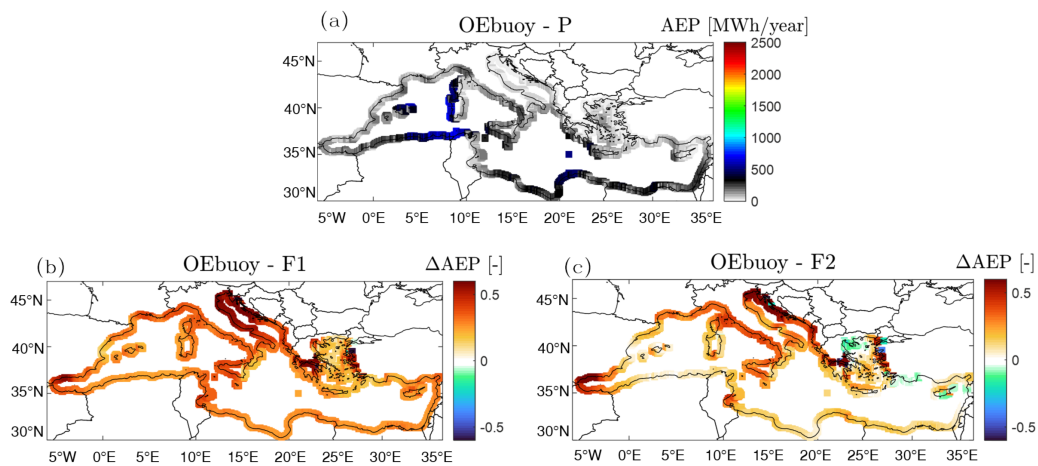 (a) OEbuoy - P AEP [MWh/year]
45°N
40°N
35°N
30°N
5°W 0°E 5°E 10°E 15°E 20°E 25°E 30°E 35°E
2500
2000
1500
1000
500
0
(b) OEbuoy - F1 ΔAEP [-]
45°N
40°N
35°N
30°N
5°W 0°E 5°E 10°E 15°E 20°E 25°E 30°E 35°E
0.5
0
-0.5
(c) OEbuoy - F2 ΔAEP [-]
45°N
40°N
35°N
30°N
5°W 0°E 5°E 10°E 15°E 20°E 25°E 30°E 35°E
0.5
0
-0.5